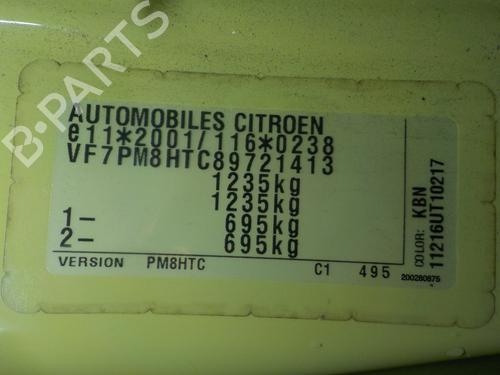 B-PARTS
AUTOMOBILES CITROEN
e11*2001/116*0238
VF7PM8HTC89721413
1235kg
1235kg
1- 695kg
2- 695kg
VERSION PM8HTC C1 495
COLOR: KBN
11216UT10217
200280875